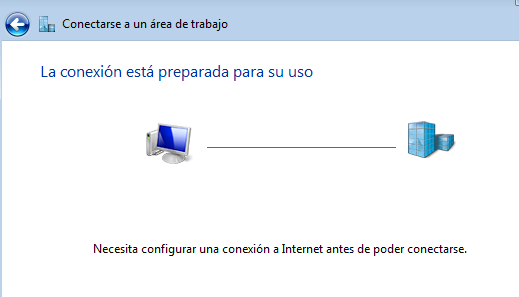 Conectarse a un área de trabajo
La conexión está preparada para su uso
Necesita configurar una conexión a Internet antes de poder conectarse.